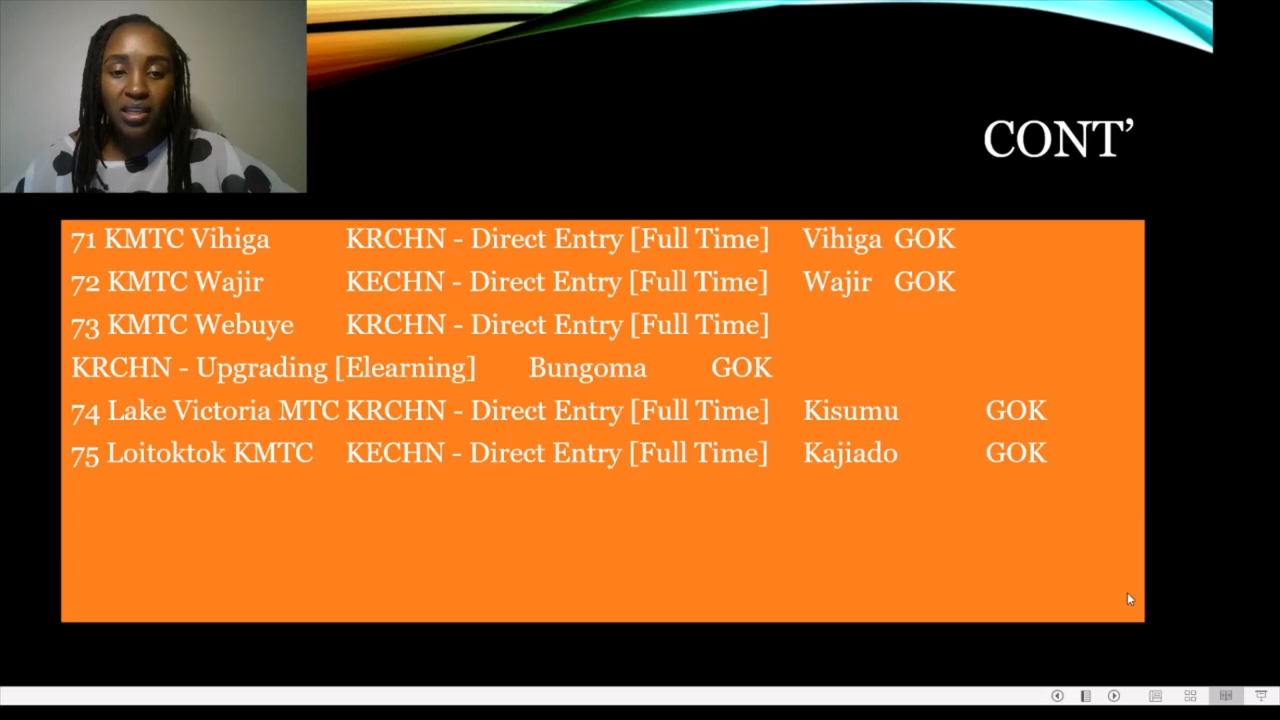 CONT’
71 KMTC Vihiga KRCHN - Direct Entry [Full Time] Vihiga GOK
72 KMTC Wajir KECHN - Direct Entry [Full Time] Wajir GOK
73 KMTC Webuye KRCHN - Direct Entry [Full Time]
KRCHN - Upgrading [Elearning] Bungoma GOK
74 Lake Victoria MTC KRCHN - Direct Entry [Full Time] Kisumu GOK
75 Loitoktok KMTC KECHN - Direct Entry [Full Time] Kajiado GOK